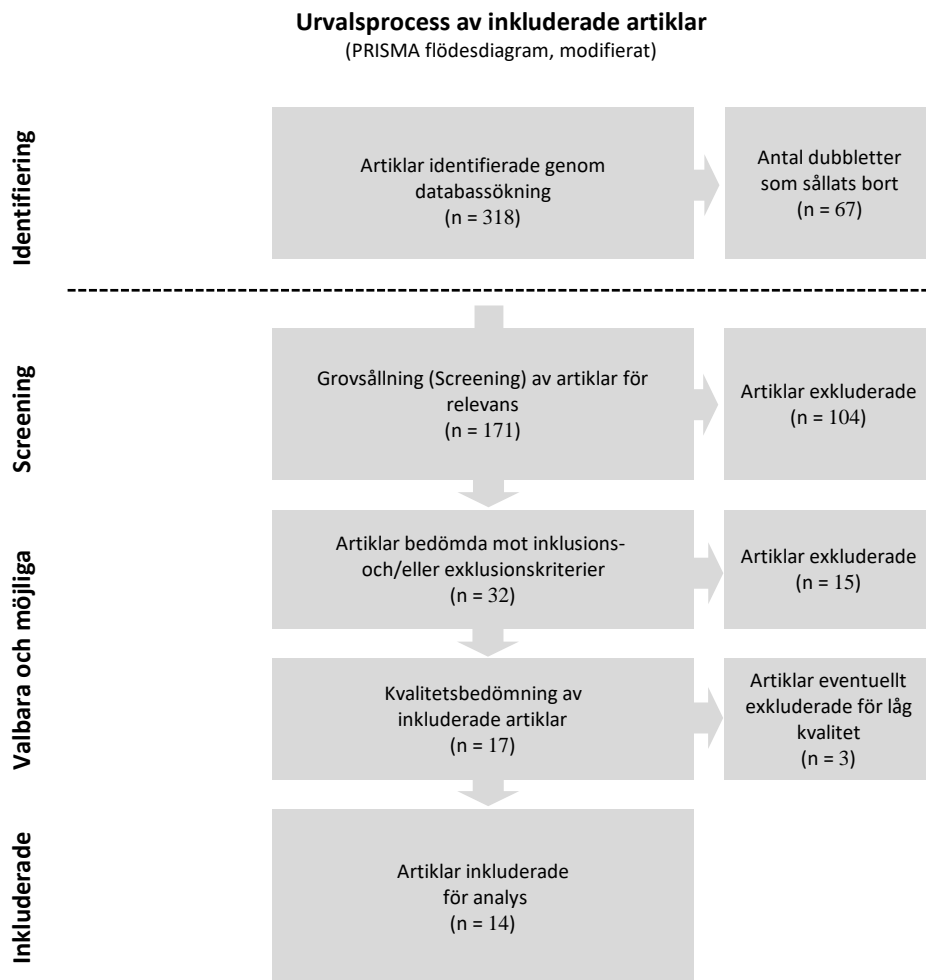 Urvalsprocess av inkluderade artiklar
(PRISMA flödesdiagram, modifierat)
Identifiering
Artiklar identifierade genom
databassökning
(n = 318)
Antal dubbletter
som sållats bort
(n = 67)
Screening
Grovsållning (Screening) av artiklar för
relevans
(n = 171)
Artiklar exkluderade
(n = 104)
Valbara och möjliga
Artiklar bedömda mot inklusions-
och/eller exklusionskriterier
(n = 32)
Artiklar exkluderade
(n = 15)
Kvalitetsbedömning av
inkluderade artiklar
(n = 17)
Artiklar eventuellt
exkluderade för låg
kvalitet
(n = 3)
Inkluderade
Artiklar inkluderade
för analys
(n = 14)